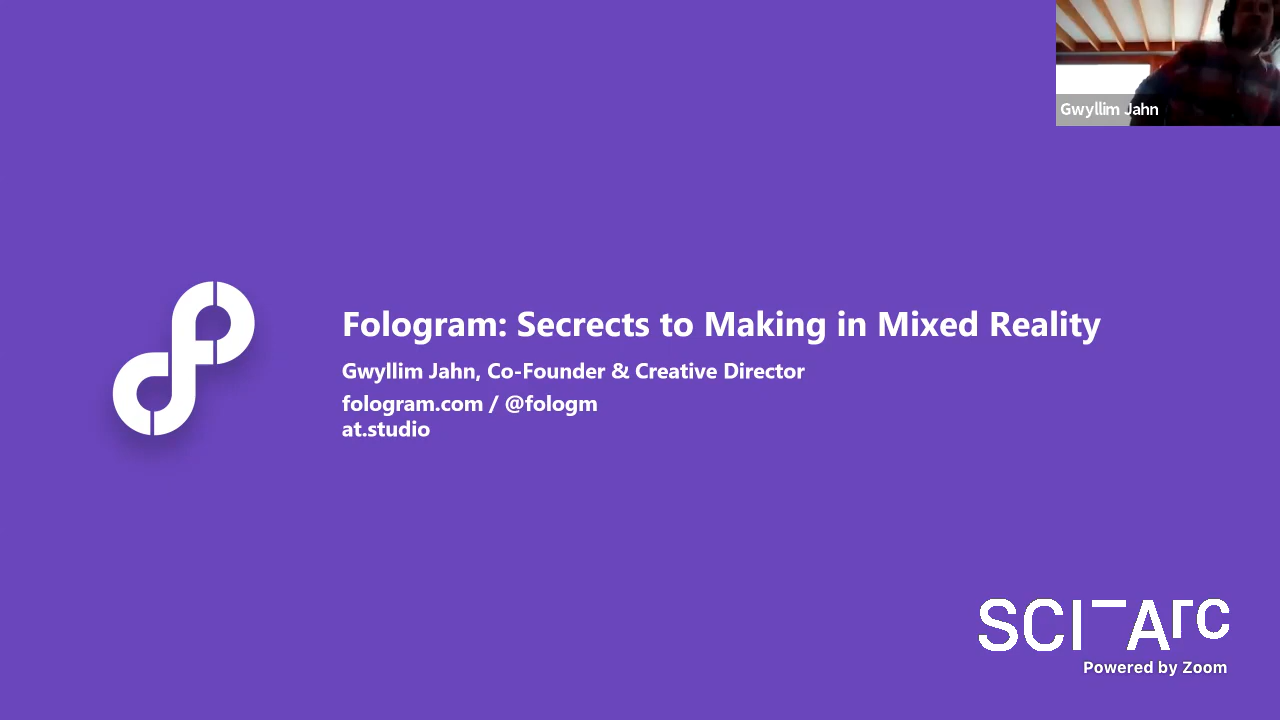 Gwyllim Jahn
Fologram: Secrects to Making in Mixed Reality
Gwyllim Jahn, Co-Founder & Creative Director
fologram.com / @fologm
at.studio
SCI-Arc
Powered by Zoom